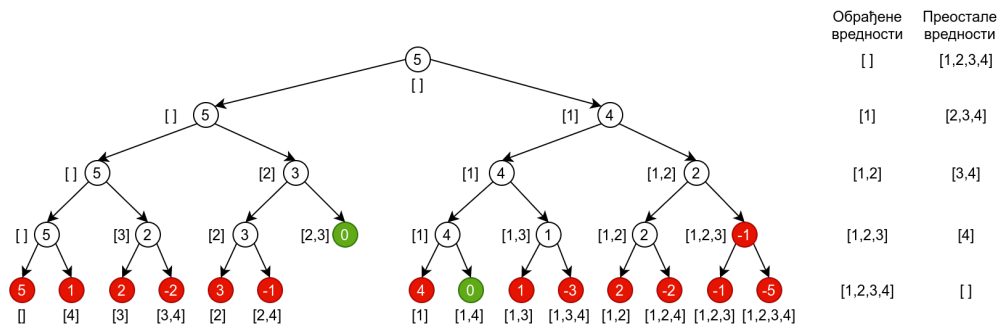 Обрађене вредности Преостале вредности
5 [ ] [1,2,3,4]
[ ]
[ ] 5 [1] 4 [1] [2,3,4]
[ ] 5 [2] 3 [1] 4 [1,2] 2 [1,2] [3,4]
[ ] 5 [3] 2 [2] 3 [2,3] 0 [1] 4 [1,3] 1 [1,2] 2 [1,2,3] -1 [1,2,3] [4]
5 1 2 -2 3 -1 4 0 1 -3 2 -2 -1 -5 [1,2,3,4] [ ]
[] [4] [3] [3,4] [2] [2,4] [1] [1,4] [1,3] [1,3,4] [1,2] [1,2,4] [1,2,3] [1,2,3,4]